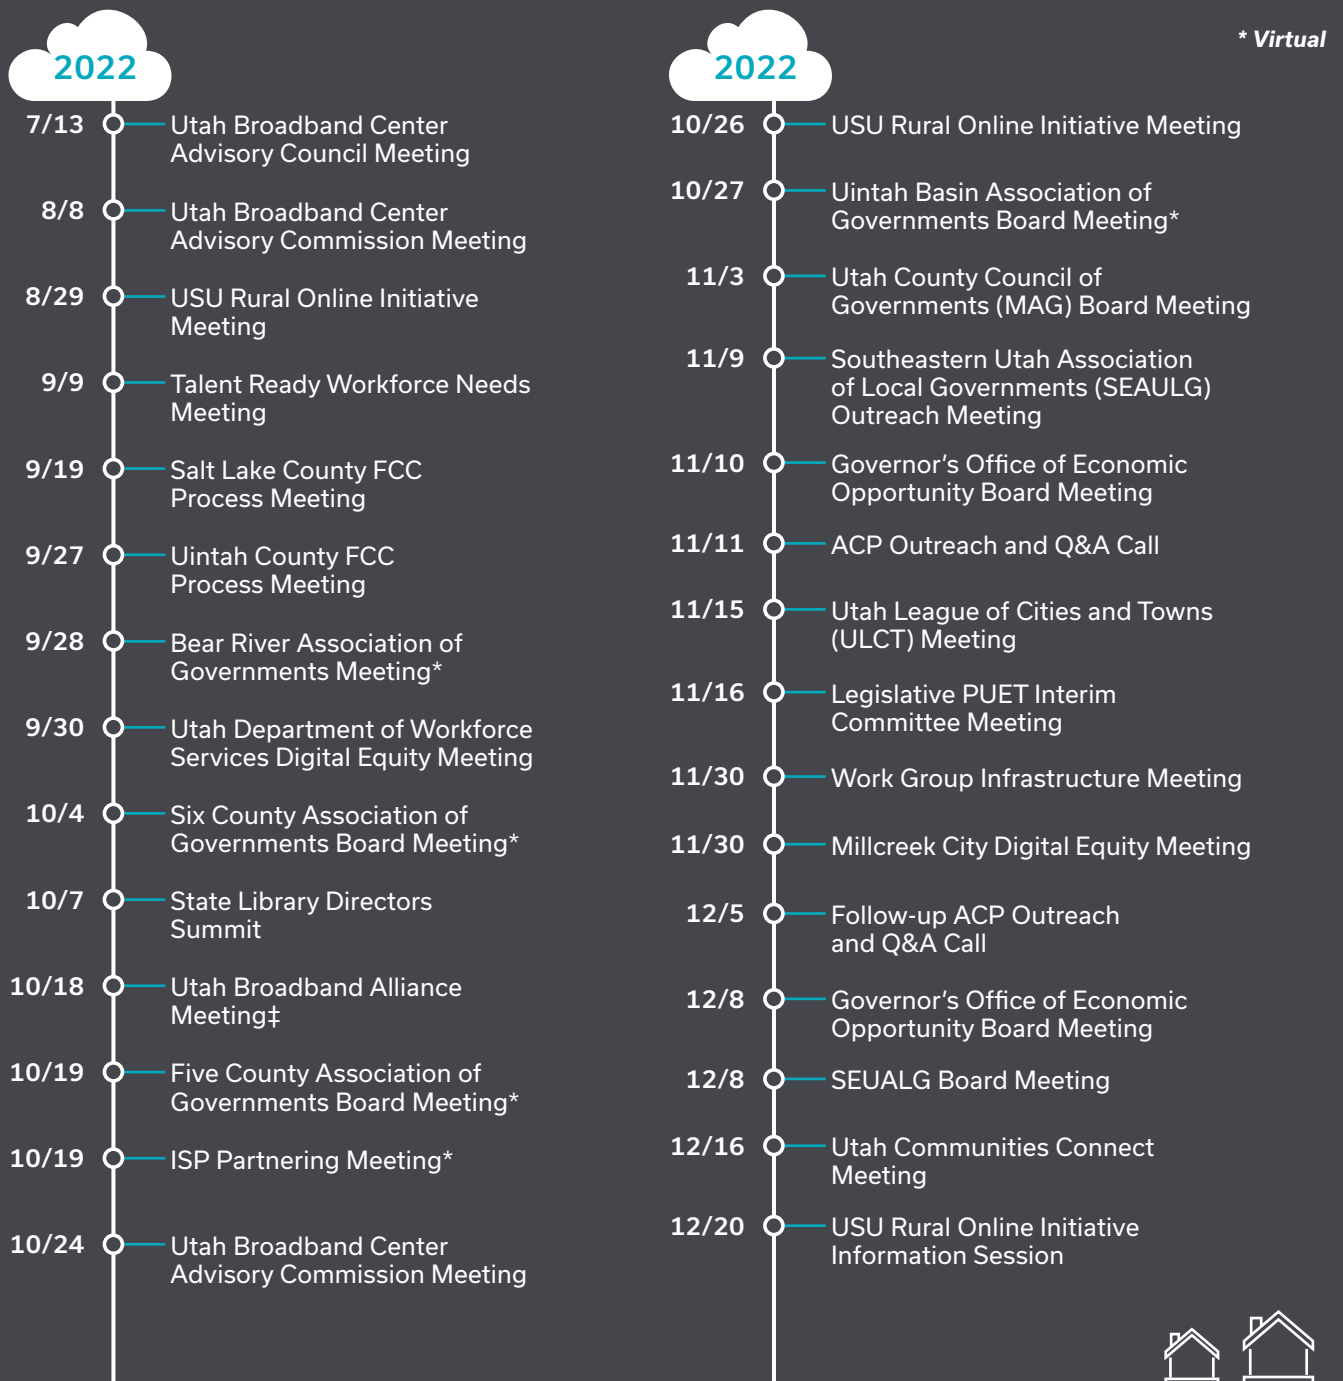 2022
7/13
Utah Broadband Center
Advisory Council Meeting
8/8
Utah Broadband Center
Advisory Commission Meeting
8/29
USU Rural Online Initiative
Meeting
9/9
Talent Ready Workforce Needs
Meeting
9/19
Salt Lake County FCC
Process Meeting
9/27
Uintah County FCC
Process Meeting
9/28
Bear River Association of
Governments Meeting*
9/30
Utah Department of Workforce
Services Digital Equity Meeting
10/4
Six County Association of
Governments Board Meeting*
10/7
State Library Directors
Summit
10/18
Utah Broadband Alliance
Meeting‡
10/19
Five County Association of
Governments Board Meeting*
10/19
ISP Partnering Meeting*
10/24
Utah Broadband Center
Advisory Commission Meeting
2022
* Virtual
10/26
USU Rural Online Initiative Meeting
10/27
Uintah Basin Association of
Governments Board Meeting*
11/3
Utah County Council of
Governments (MAG) Board Meeting
11/9
Southeastern Utah Association
of Local Governments (SEAULG)
Outreach Meeting
11/10
Governor’s Office of Economic
Opportunity Board Meeting
11/11
ACP Outreach and Q&A Call
11/15
Utah League of Cities and Towns
(ULCT) Meeting
11/16
Legislative PUET Interim
Committee Meeting
11/30
Work Group Infrastructure Meeting
11/30
Millcreek City Digital Equity Meeting
12/5
Follow-up ACP Outreach
and Q&A Call
12/8
Governor’s Office of Economic
Opportunity Board Meeting
12/8
SEUALG Board Meeting
12/16
Utah Communities Connect
Meeting
12/20
USU Rural Online Initiative
Information Session